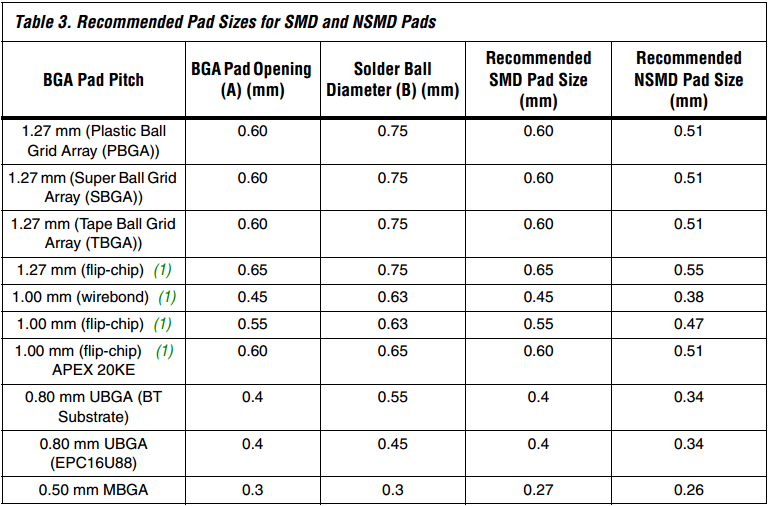 Table 3. Recommended Pad Sizes for SMD and NSMD Pads
BGA Pad Pitch
BGA Pad Opening
(A) (mm)
Solder Ball
Diameter (B) (mm)
Recommended
SMD Pad Size
(mm)
Recommended
NSMD Pad Size
(mm)
1.27 mm (Plastic Ball
Grid Array (PBGA))
0.60
0.75
0.60
0.51
1.27 mm (Super Ball Grid
Array (SBGA))
0.60
0.75
0.60
0.51
1.27 mm (Tape Ball Grid
Array (TBGA))
0.60
0.75
0.60
0.51
1.27 mm (flip-chip) (1)
0.65
0.75
0.65
0.55
1.00 mm (wirebond) (1)
0.45
0.63
0.45
0.38
1.00 mm (flip-chip) (1)
0.55
0.63
0.55
0.47
1.00 mm (flip-chip) (1)
APEX 20KE
0.60
0.65
0.60
0.51
0.80 mm UBGA (BT
Substrate)
0.4
0.55
0.4
0.34
0.80 mm UBGA
(EPC16U88)
0.4
0.45
0.4
0.34
0.50 mm MBGA
0.3
0.3
0.27
0.26